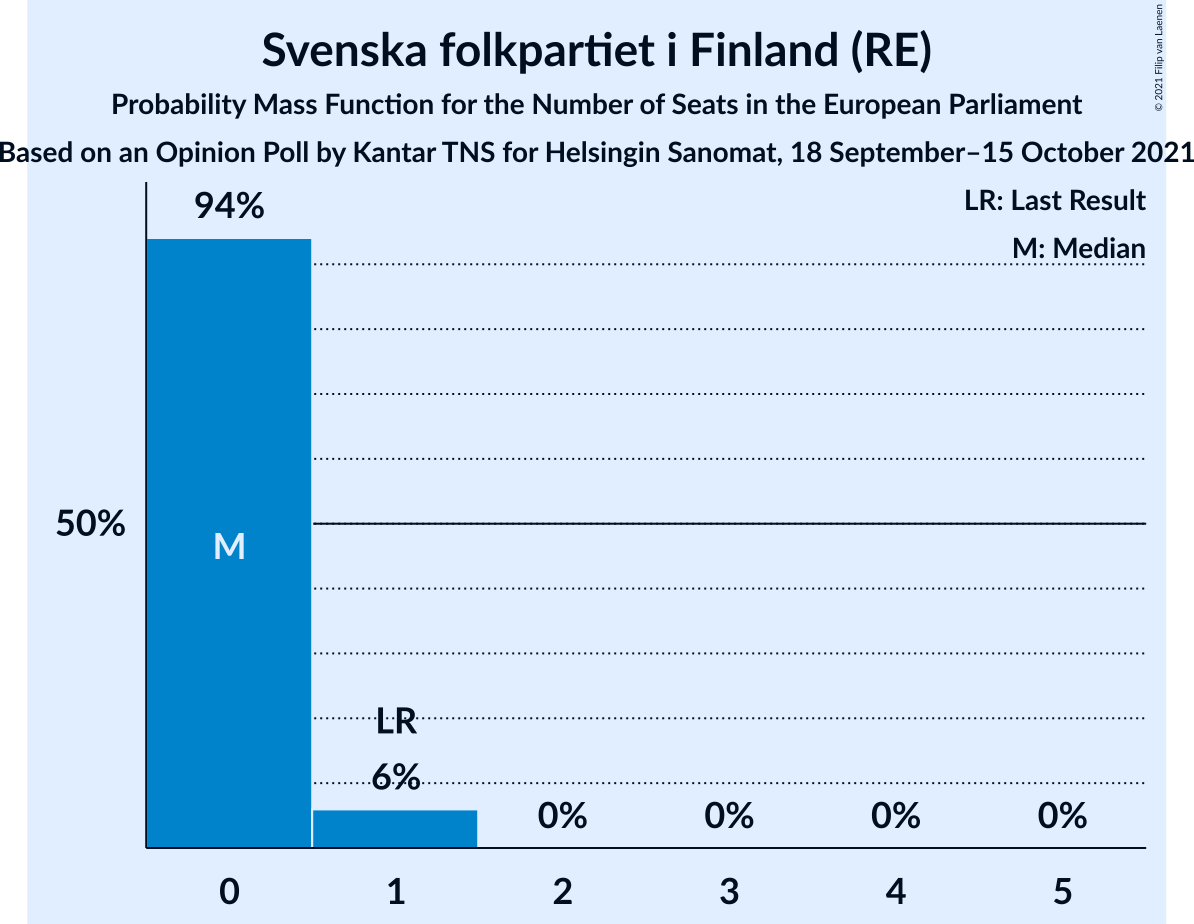 Svenska folkpartiet i Finland (RE)
Probability Mass Function for the Number of Seats in the European Parliament
Based on an Opinion Poll by Kantar TNS for Helsingin Sanomat, 18 September–15 October 2021
© 2021 Filip van Laenen
LR: Last Result
M: Median
94%
50%
M
LR
6%
0%
0%
0%
0%
0
1
2
3
4
5